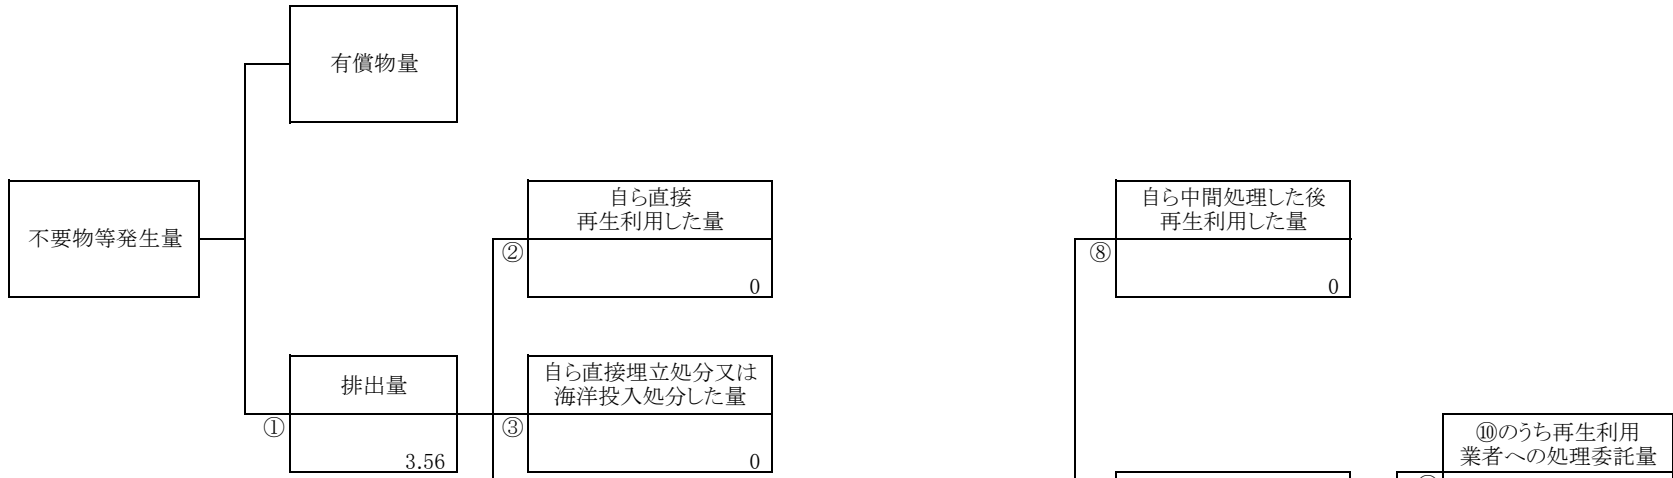 有償物量
不要物等発生量
自ら直接
再生利用した量
②
0
自ら中間処理した後
再生利用した量
⑧
0
排出量
①
3.56
自ら直接埋立処分又は
海洋投入処分した量
③
0
⑩のうち再生利用
業者への処理委託量